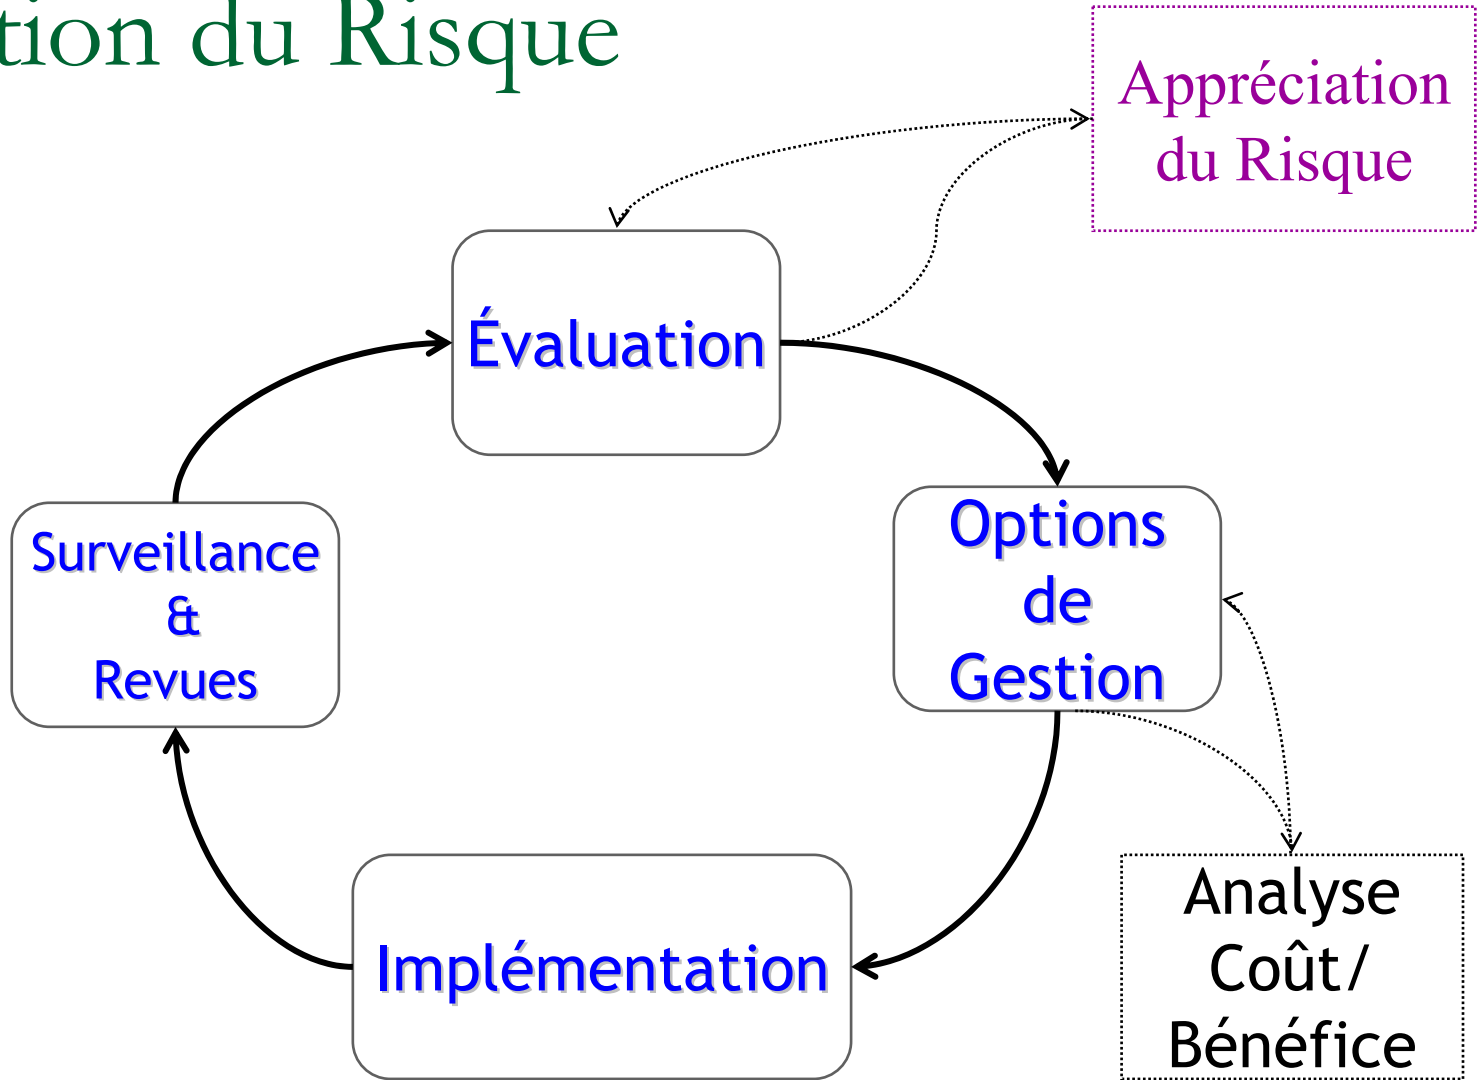 tion du Risque
Appréciation
du Risque
Évaluation
Options
de
Gestion
Surveillance
&
Revues
Implémentation
Analyse
Coût/
Bénéfice